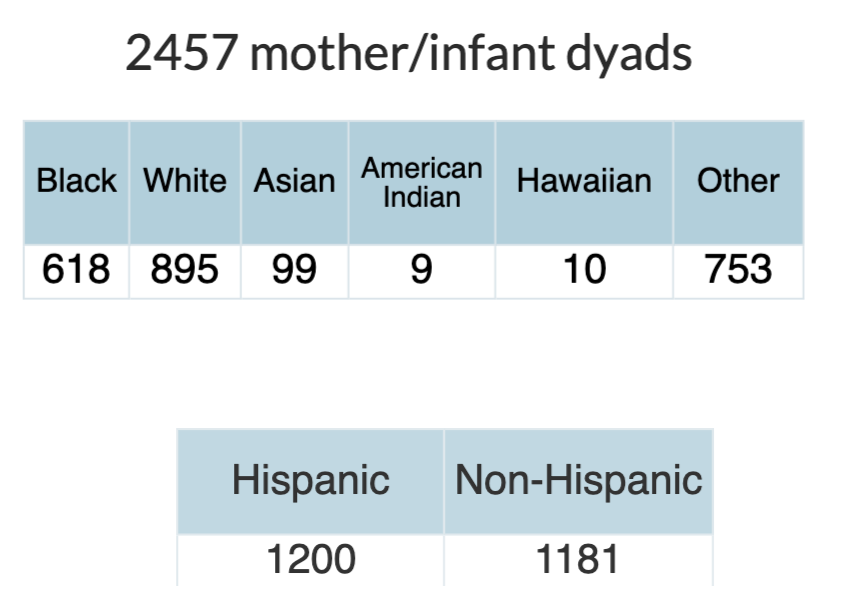 2457 mother/infant dyads
Black White Asian American Indian Hawaiian Other
618 895 99 9 10 753
Hispanic Non-Hispanic
1200 1181